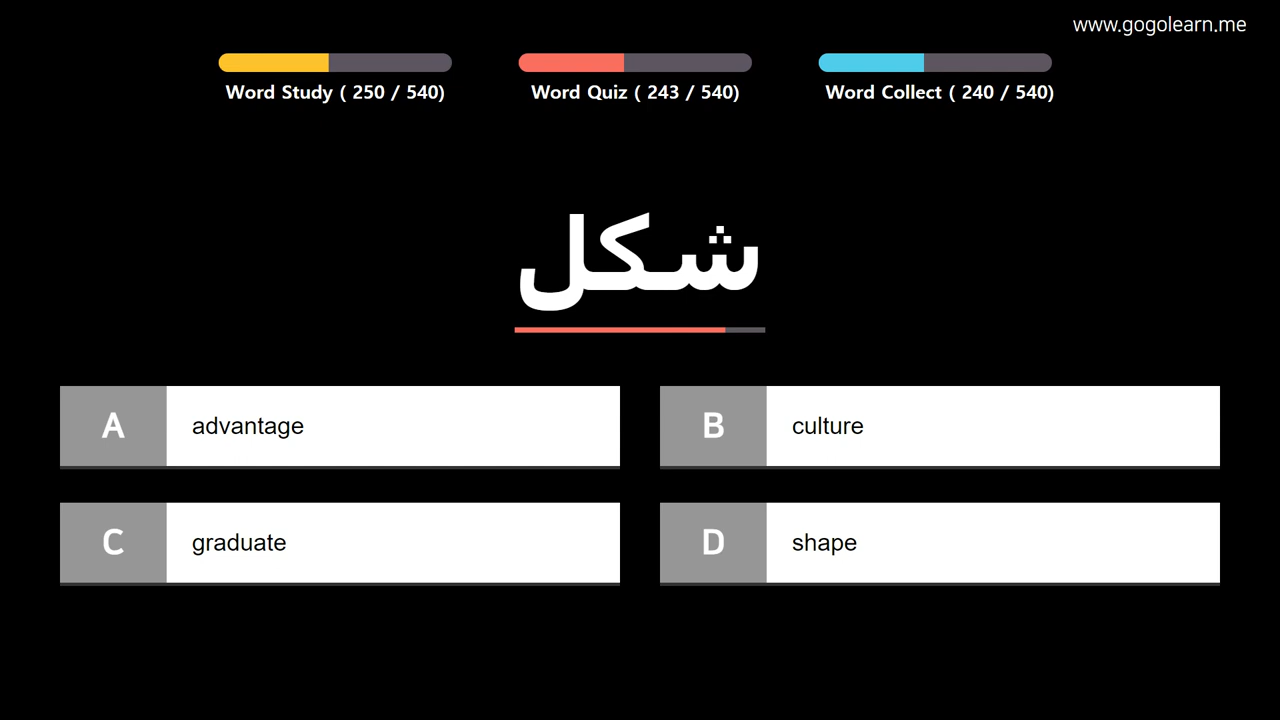 www.gogolearn.me
Word Study ( 250 / 540)
Word Quiz ( 243 / 540)
Word Collect ( 240 / 540)
شكل
A advantage
B culture
C graduate
D shape